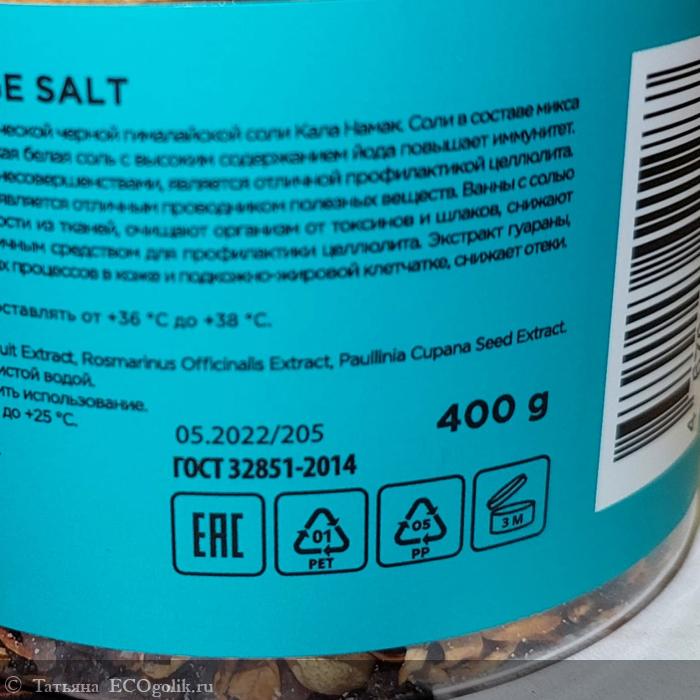 E SALT
ческой черной гималайской соли Кала Намак. Соли в составе микса
ая белая соль с высоким содержанием йода повышает иммунитет.
несовершенствами, является отличной профилактикой целлюлита.
является отличным проводником полезных веществ. Ванны с солью
ости из тканей, очищают организм от токсинов и шлаков, снижают
ичным средством для профилактики целлюлита. Экстракт гуараны,
х процессов в коже и подкожно-жировой клетчатке, снижает отеки.
оставлять от +36 °C до +38 °C.
uit Extract, Rosmarinus Officinalis Extract, Paullinia Cupana Seed Extract.
истой водой.
ить использование.
до +25 °C.
400 g
05.2022/205
ГОСТ 32851-2014
EAC
01
PET
05
PP
3 M
Татьяна ECOgolik.ru